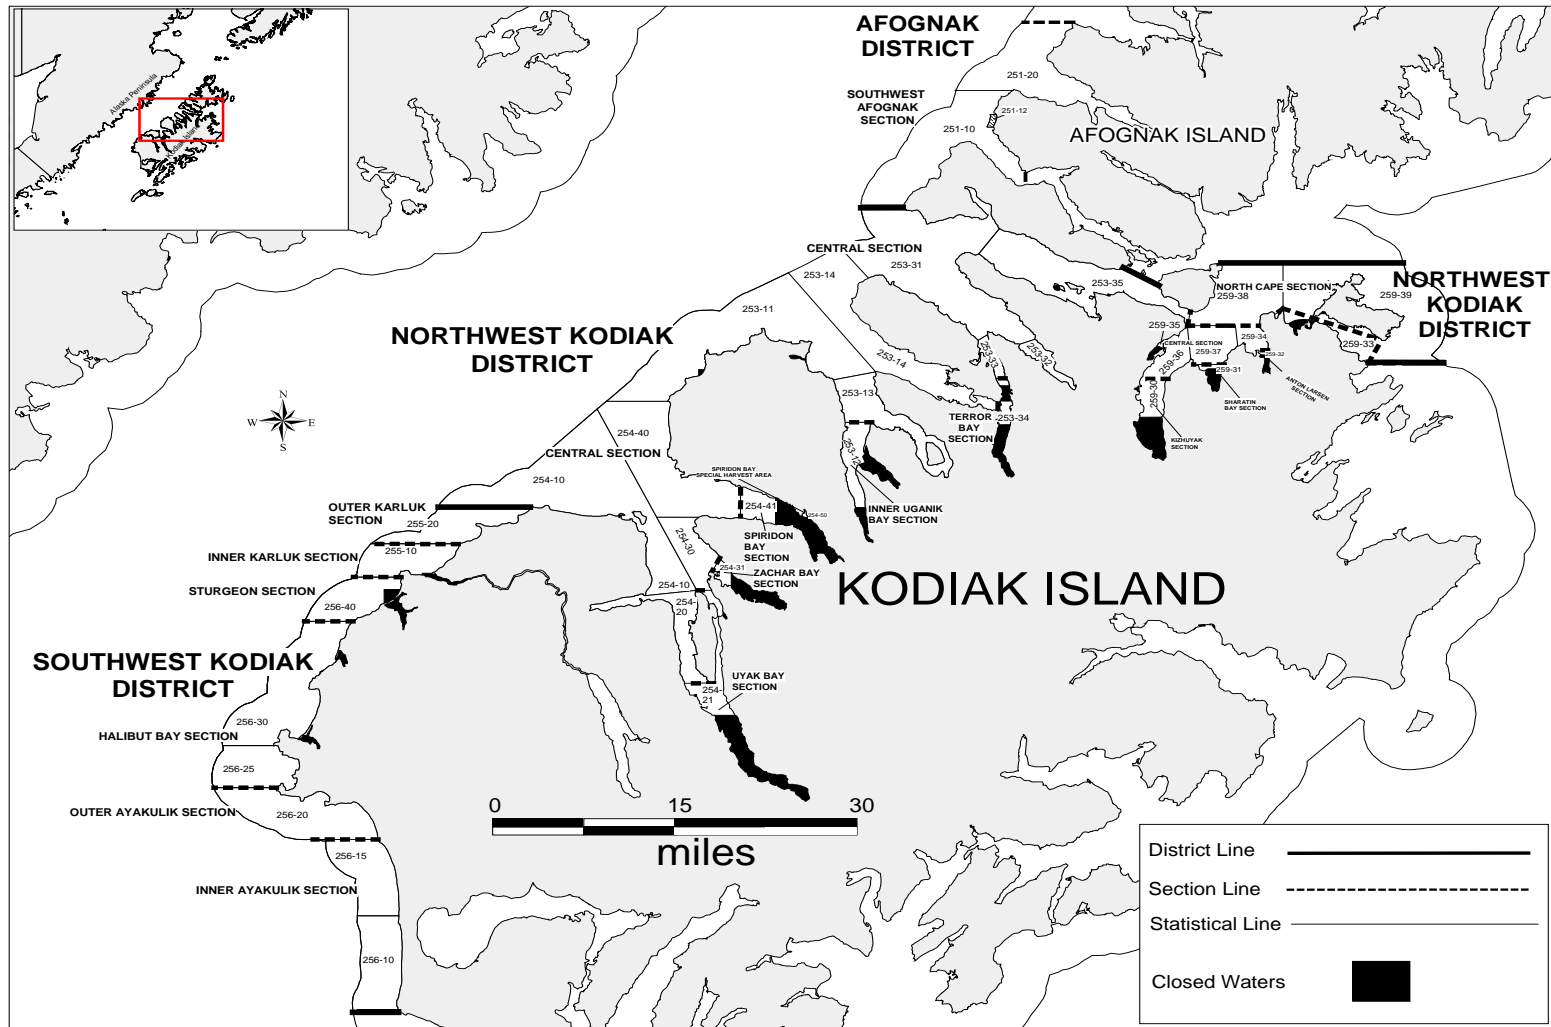 Alaska Peninsula
Kodiak Island
AFOGNAK
DISTRICT
251-20
SOUTHWEST
AFOGNAK
SECTION
251-12
251-10
AFOGNAK ISLAND
CENTRAL SECTION
253-31
253-14
253-35
NORTH CAPE SECTION
259-38
259-39
NORTHWEST
KODIAK
DISTRICT
253-11
NORTHWEST KODIAK
DISTRICT
259-35
259-34
CENTRAL SECTION
259-37
259-36
259-33
259-32
259-31
253-14
253-33
253-32
ANTON LARSEN
SECTION
253-13
259-30
SHARATIN
BAY SECTION
TERROR
BAY
SECTION
253-34
KIZHUYAK
SECTION
N
W
E
S
254-40
CENTRAL SECTION
253-12
SPIRIDON BAY
SPECIAL HARVEST AREA
254-10
OUTER KARLUK
SECTION
255-20
254-41
254-50
INNER UGANIK
BAY SECTION
254-30
SPIRIDON
BAY
SECTION
INNER KARLUK SECTION
255-10
254-31
ZACHAR BAY
SECTION
KODIAK ISLAND
STURGEON SECTION
256-40
254-10
254-
20
SOUTHWEST KODIAK
DISTRICT
UYAK BAY
SECTION
254-
21
256-30
HALIBUT BAY SECTION
256-25
OUTER AYAKULIK SECTION
256-20
0
15
30
miles
256-15
INNER AYAKULIK SECTION
256-10
District Line
Section Line
Statistical Line
Closed Waters